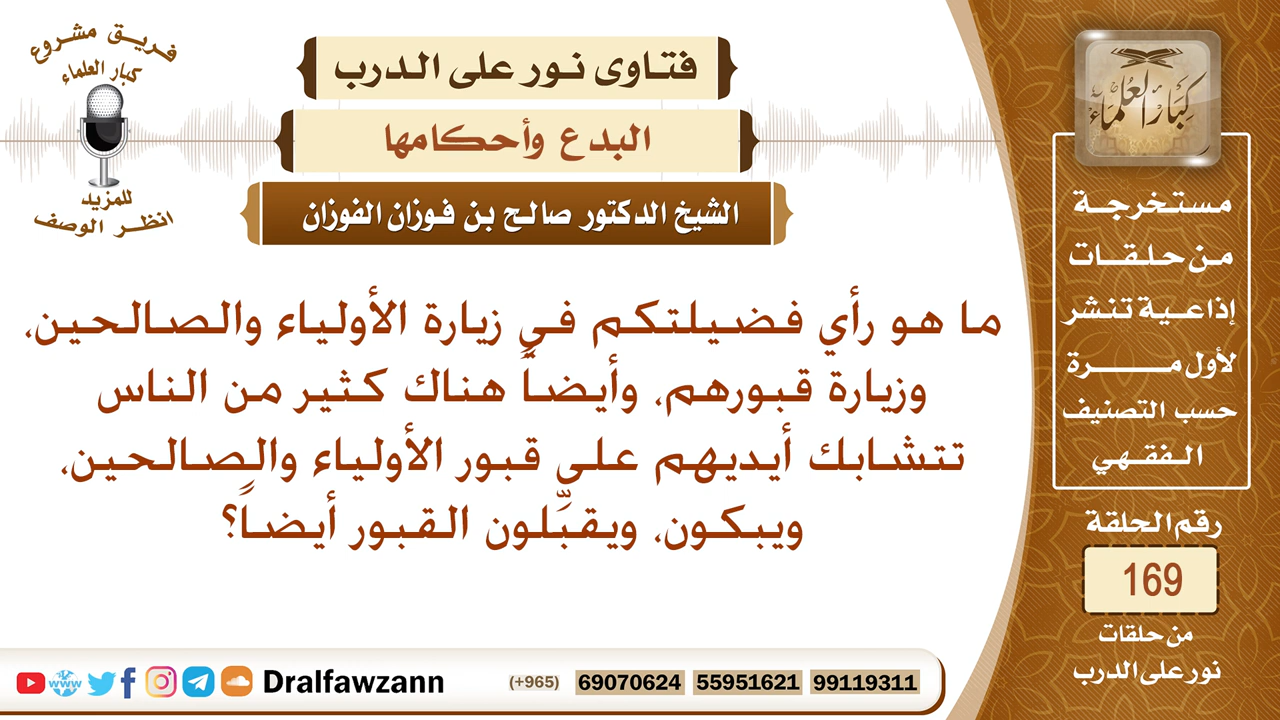 فريق مشروع
كبار العلماء
للمزيد
انظر الوصف
فتاوى نور على الدرب
البدع وأحكامها
الشيخ الدكتور صالح بن فوزان الفوزان
ما هو رأي فضيلتكم في زيارة الأولياء والصالحين،
وزيارة قبورهم، وأيضاً هناك كثير من الناس
تتشابك أيديهم على قبور الأولياء والصالحين،
ويبكون، ويقبِّلون القبور أيضاً؟
كبار العلماء
مستخرجة
من حلقات
إذاعية تنشر
لأول مرة
حسب التصنيف
الفقهي
رقم الحلقة
169
من حلقات
نور على الدرب
www Dralfawzann (+965) 69070624 55951621 99119311